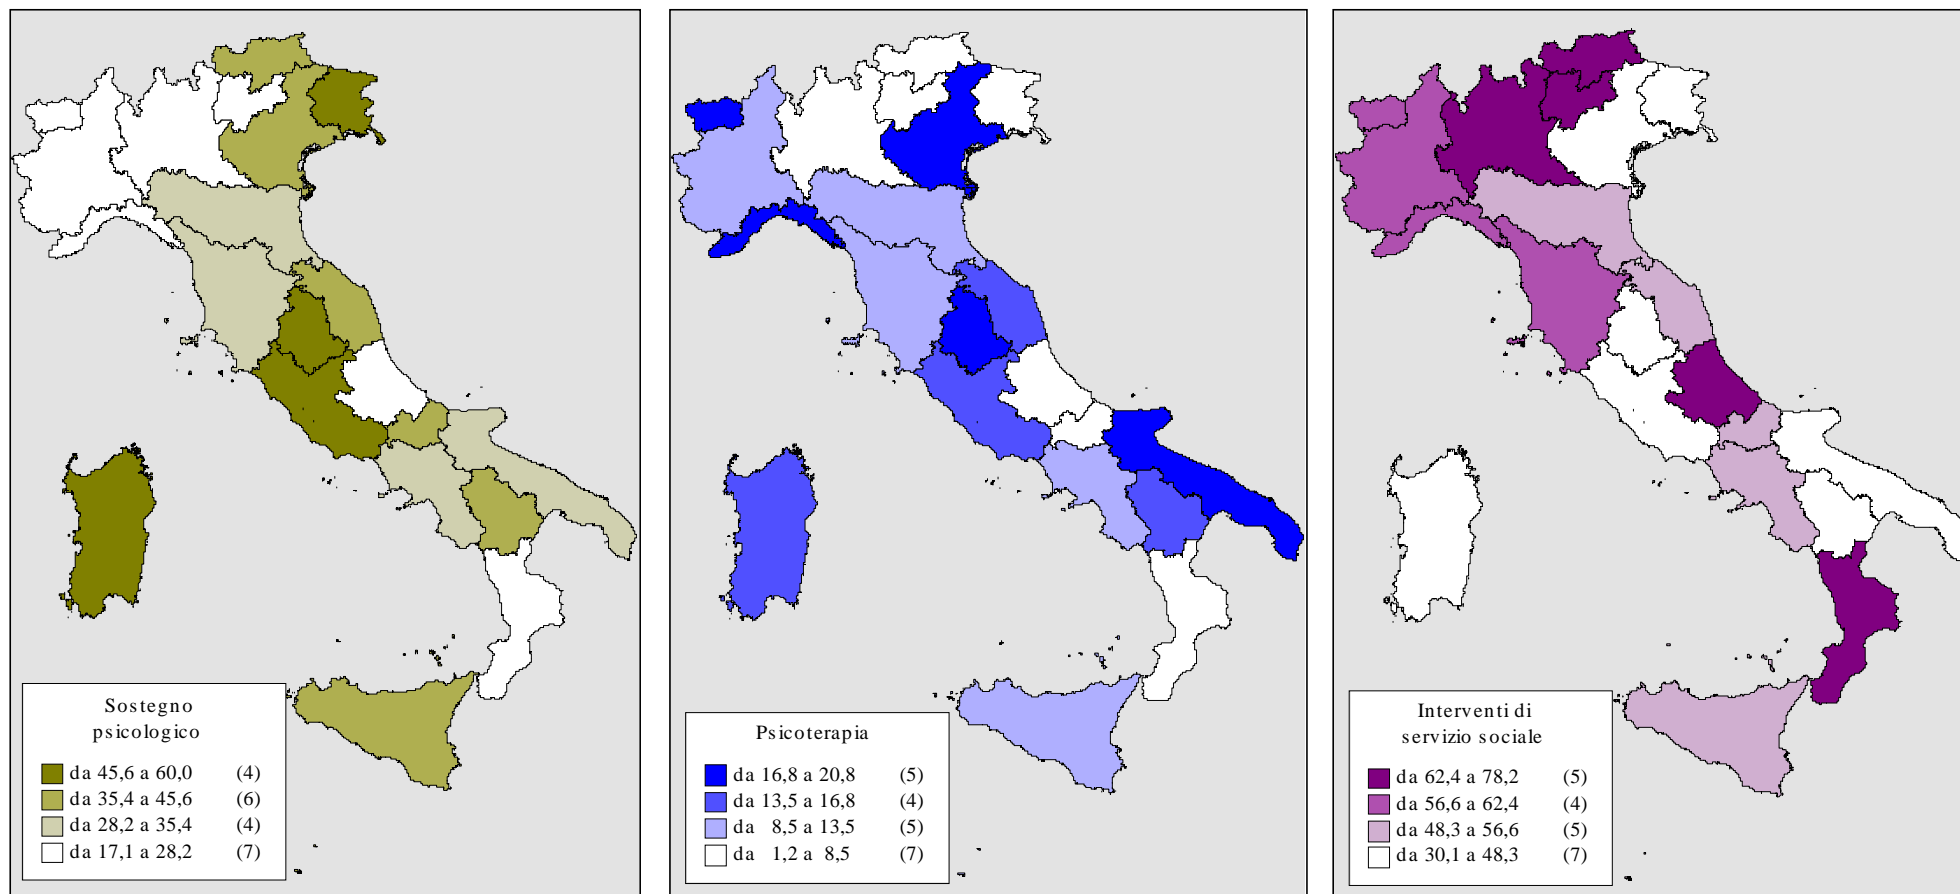 Sostegno
psicologico
da 45,6 a 60,0 (4)
da 35,4 a 45,6 (6)
da 28,2 a 35,4 (4)
da 17,1 a 28,2 (7)
Psicoterapia
da 16,8 a 20,8 (5)
da 13,5 a 16,8 (4)
da 8,5 a 13,5 (5)
da 1,2 a 8,5 (7)
Interventi di
servizio sociale
da 62,4 a 78,2 (5)
da 56,6 a 62,4 (4)
da 48,3 a 56,6 (5)
da 30,1 a 48,3 (7)